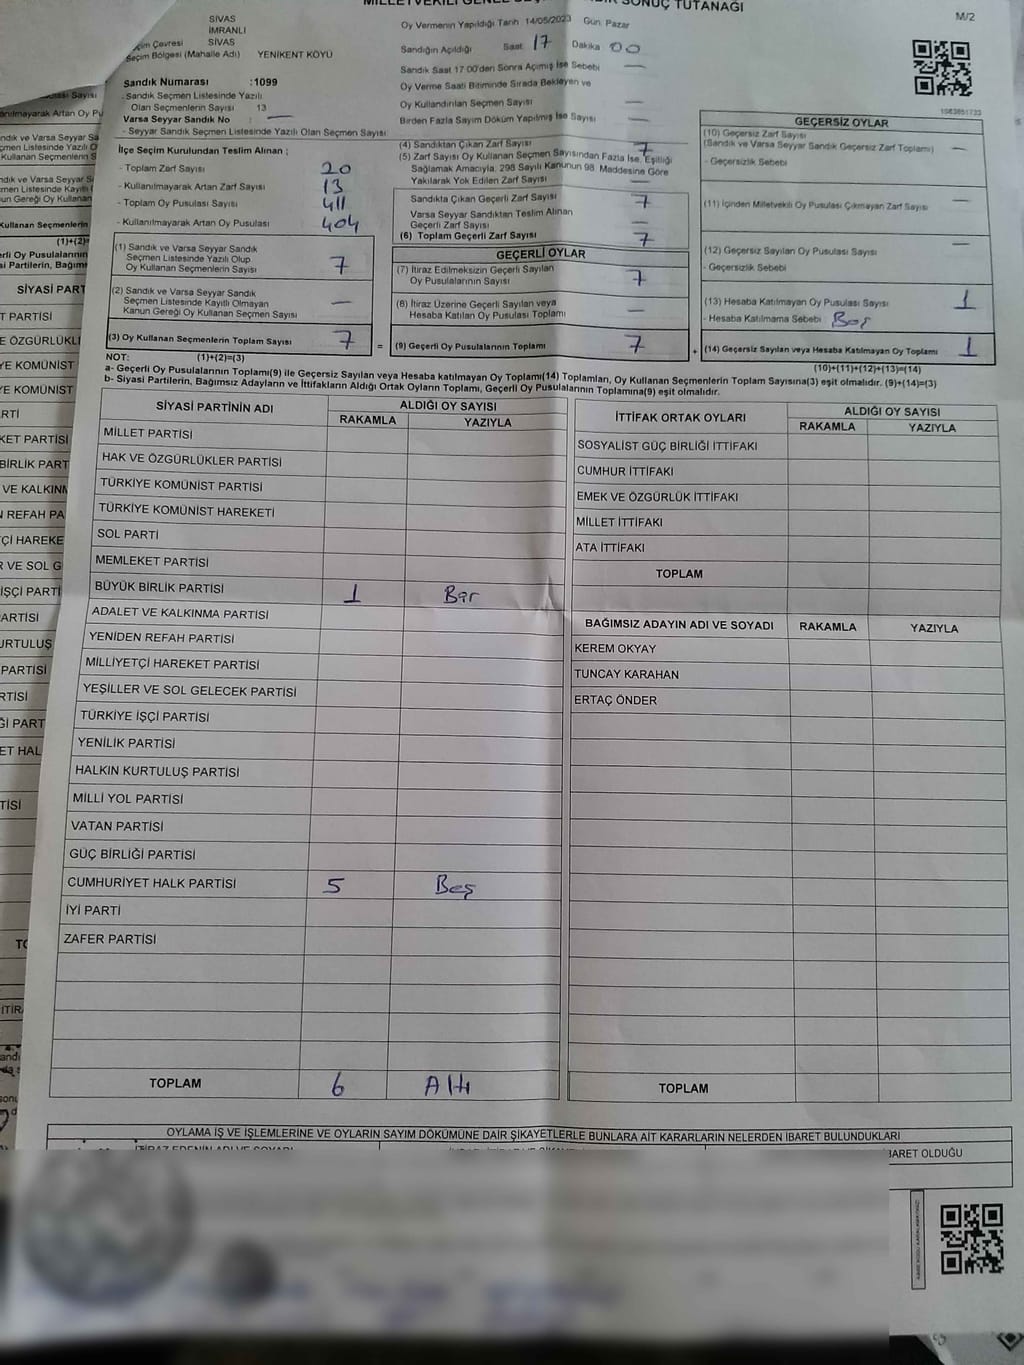 SONUÇ TUTANAĞI
M/2
SİVAS
İMRANLI
Seçim Çevresi SİVAS
Seçim Bölgesi (Mahalle Adı) YENİKENT KÖYÜ
Sandık Numarası :1099
Sandık Seçmen Listesinde Yazılı
Olan Seçmenlerin Sayısı 13
Varsa Seyyar Sandık No —
- Seyyar Sandık Seçmen Listesinde Yazılı Olan Seçmen Sayısı
Oy Vermenin Yapıldığı Tarih 14/05/2023 Gün Pazar
Sandığın Açıldığı Saat 17 Dakika 00
Sandık Saat 17:00'den Sonra Açılmış İse Sebebi —
Oy Verme Saati Bitiminde Sırada Bekleyen ve
Oy Kullandırılan Seçmen Sayısı —
Birden Fazla Sayım Döküm Yapılmış İse Sayısı —
1083851733
İlçe Seçim Kurulundan Teslim Alınan ;
- Toplam Zarf Sayısı 20
- Kullanılmayarak Artan Zarf Sayısı 13
- Toplam Oy Pusulası Sayısı 411
- Kullanılmayarak Artan Oy Pusulası 404
(1) Sandık ve Varsa Seyyar Sandık
Seçmen Listesinde Yazılı Olup
Oy Kullanan Seçmenlerin Sayısı 7
(2) Sandık ve Varsa Seyyar Sandık
Seçmen Listesinde Kayıtlı Olmayan
Kanun Gereği Oy Kullanan Seçmen Sayısı —
(3) Oy Kullanan Seçmenlerin Toplam Sayısı 7 =
(4) Sandıktan Çıkan Zarf Sayısı 7
(5) Zarf Sayısı Oy Kullanan Seçmen Sayısından Fazla İse, Eşitliği
Sağlamak Amacıyla, 298 Sayılı Kanunun 98. Maddesine Göre
Yakılarak Yok Edilen Zarf Sayısı —
Sandıkta Çıkan Geçerli Zarf Sayısı 7
Varsa Seyyar Sandıktan Teslim Alınan
Geçerli Zarf Sayısı —
(6) Toplam Geçerli Zarf Sayısı 7
GEÇERLİ OYLAR
(7) İtiraz Edilmeksizin Geçerli Sayılan
Oy Pusulalarının Sayısı 7
(8) İtiraz Üzerine Geçerli Sayılan veya
Hesaba Katılan Oy Pusulası Toplamı —
(9) Geçerli Oy Pusulalarının Toplamı 7 +
GEÇERSİZ OYLAR
(10) Geçersiz Zarf Sayısı
(Sandık ve Varsa Seyyar Sandık Geçersiz Zarf Toplamı) —
- Geçersizlik Sebebi
(11) İçinden Milletvekili Oy Pusulası Çıkmayan Zarf Sayısı —
(12) Geçersiz Sayılan Oy Pusulası Sayısı —
- Geçersizlik Sebebi
(13) Hesaba Katılmayan Oy Pusulası Sayısı 1
- Hesaba Katılmama Sebebi Boş
(14) Geçersiz Sayılan veya Hesaba Katılmayan Oy Toplamı 1
NOT: (1)+(2)=(3) (10)+(11)+(12)+(13)=(14)
a- Geçerli Oy Pusulalarının Toplamı(9) ile Geçersiz Sayılan veya Hesaba katılmayan Oy Toplamı(14) Toplamları, Oy Kullanan Seçmenlerin Toplam Sayısına(3) eşit olmalıdır. (9)+(14)=(3)
b- Siyasi Partilerin, Bağımsız Adayların ve İttifakların Aldığı Ortak Oyların Toplamı, Geçerli Oy Pusulalarının Toplamına(9) eşit olmalıdır.
SİYASİ PARTİNİN ADI ALDIĞI OY SAYISI
RAKAMLA YAZIYLA
MİLLET PARTİSİ
HAK VE ÖZGÜRLÜKLER PARTİSİ
TÜRKİYE KOMÜNİST PARTİSİ
TÜRKİYE KOMÜNİST HAREKETİ
SOL PARTİ
MEMLEKET PARTİSİ
BÜYÜK BİRLİK PARTİSİ 1 Bir
ADALET VE KALKINMA PARTİSİ
YENİDEN REFAH PARTİSİ
MİLLİYETÇİ HAREKET PARTİSİ
YEŞİLLER VE SOL GELECEK PARTİSİ
TÜRKİYE İŞÇİ PARTİSİ
YENİLİK PARTİSİ
HALKIN KURTULUŞ PARTİSİ
MİLLİ YOL PARTİSİ
VATAN PARTİSİ
GÜÇ BİRLİĞİ PARTİSİ
CUMHURİYET HALK PARTİSİ 5 Beş
İYİ PARTİ
ZAFER PARTİSİ
TOPLAM 6 Altı
İTTİFAK ORTAK OYLARI ALDIĞI OY SAYISI
RAKAMLA YAZIYLA
SOSYALİST GÜÇ BİRLİĞİ İTTİFAKI
CUMHUR İTTİFAKI
EMEK VE ÖZGÜRLÜK İTTİFAKI
MİLLET İTTİFAKI
ATA İTTİFAKI
TOPLAM
BAĞIMSIZ ADAYIN ADI VE SOYADI RAKAMLA YAZIYLA
KEREM OKYAY
TUNCAY KARAHAN
ERTAÇ ÖNDER
TOPLAM
OYLAMA İŞ VE İŞLEMLERİNE VE OYLARIN SAYIM DÖKÜMÜNE DAİR ŞİKAYETLERLE BUNLARA AİT KARARLARIN NELERDEN İBARET BULUNDUKLARI
İBARET OLDUĞU